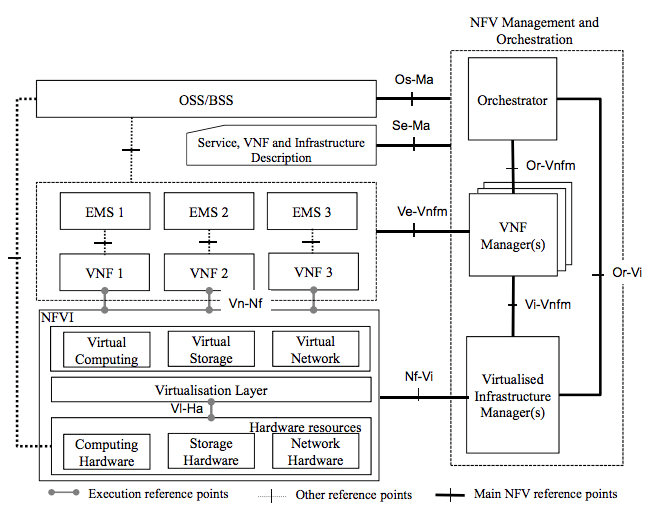 NFV Management and
Orchestration
OSS/BSS
Os-Ma
Orchestrator
Se-Ma
Service, VNF and Infrastructure
Description
Or-Vnfm
EMS 1
EMS 2
EMS 3
Ve-Vnfm
VNF
Manager(s)
VNF 1
VNF 2
VNF 3
Or-Vi
Vn-Nf
Vi-Vnfm
NFVI
Virtual
Computing
Virtual
Storage
Virtual
Network
Nf-Vi
Virtualised
Infrastructure
Manager(s)
Virtualisation Layer
Vl-Ha
Hardware resources
Computing
Hardware
Storage
Hardware
Network
Hardware
Execution reference points
Other reference points
Main NFV reference points